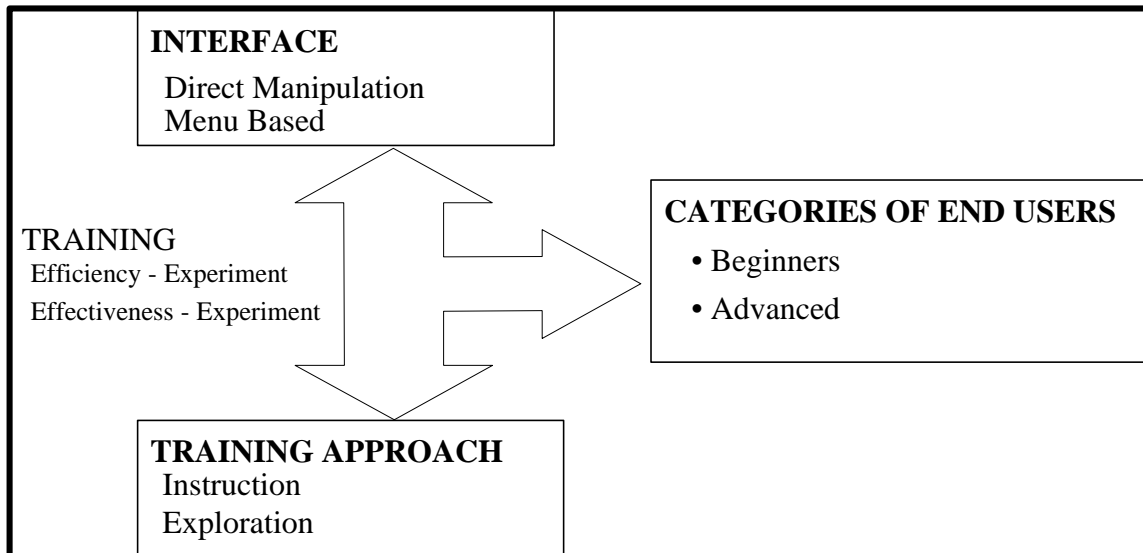 INTERFACE
Direct Manipulation
Menu Based
TRAINING
Efficiency - Experiment
Effectiveness - Experiment
CATEGORIES OF END USERS
• Beginners
• Advanced
TRAINING APPROACH
Instruction
Exploration